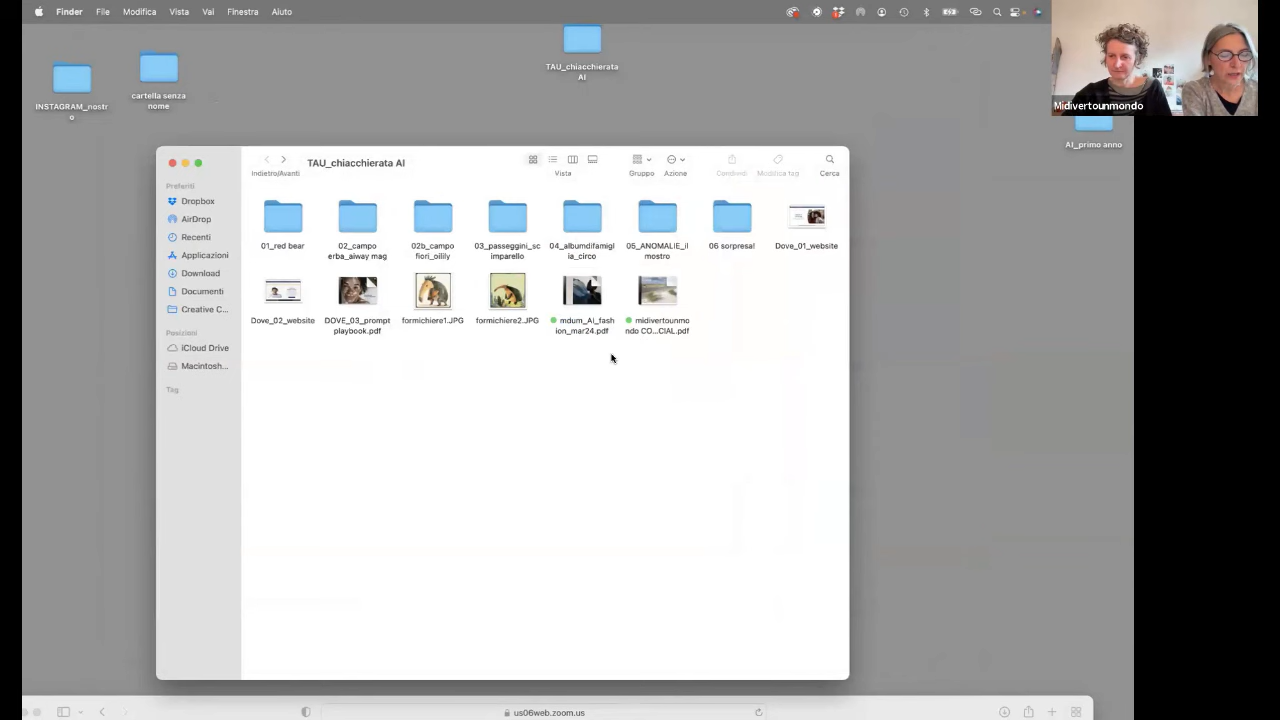 Finder File Modifica Vista Vai Finestra Aiuto
Midivertounmondo
INSTAGRAM_nostr
o
cartella senza
nome
TAU_chiacchierata
AI
AI_primo anno
TAU_chiacchierata AI
Indietro/Avanti Vista Gruppo Azione Condividi Modifica tag Cerca
Preferiti
Dropbox
AirDrop
Recenti
Applicazioni
Download
Documenti
Creative C...
Posizioni
iCloud Drive
Macintosh...
Tag
01_red bear
02_campo
erba_aiway mag
02b_campo
fiori_oilily
03_passeggini_sc
imparello
04_albumdifamig
lia_circo
05_ANOMALIE_il
mostro
06 sorpresa!
Dove_01_website
Dove_02_website
DOVE_03_prompt
playbook.pdf
formichiere1.JPG
formichiere2.JPG
mdum_Ai_fash
ion_mar24.pdf
midivertounmo
ndo CO...CIAL.pdf
us06web.zoom.us